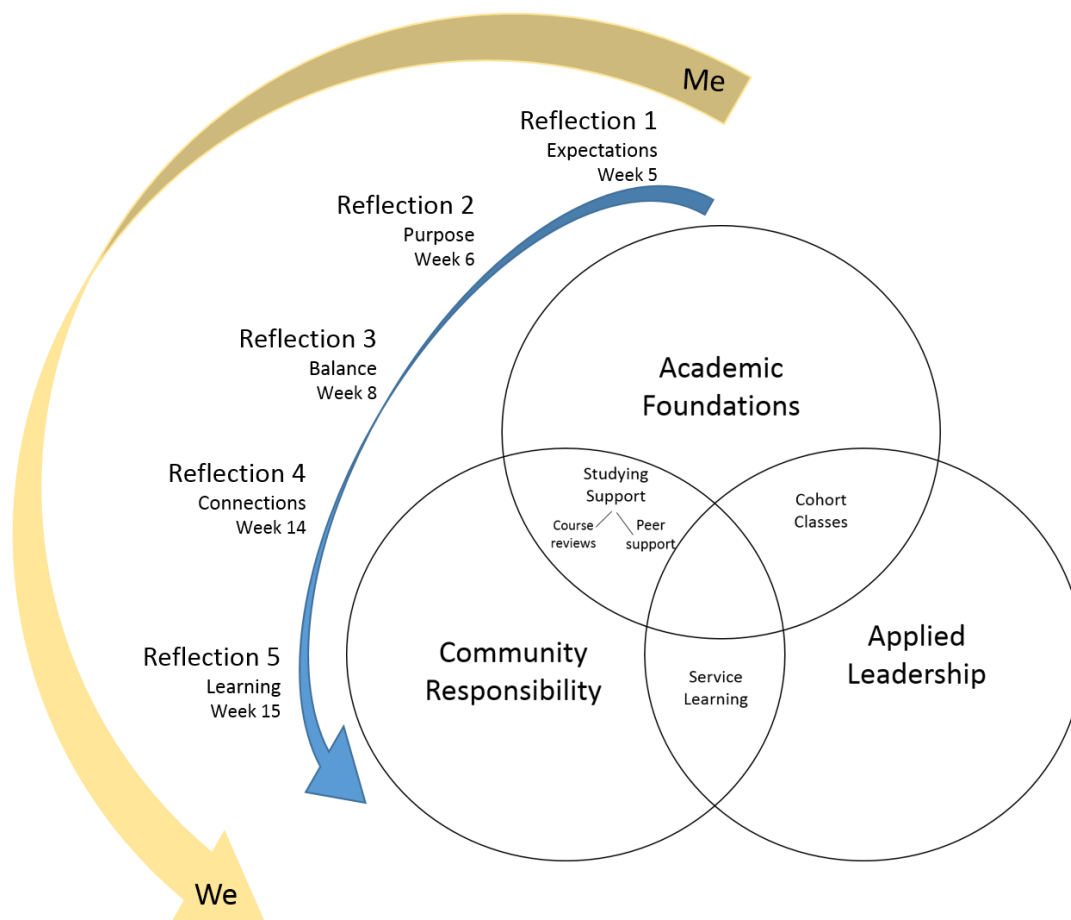 Me
Reflection 1
Expectations
Week 5
Reflection 2
Purpose
Week 6
Reflection 3
Balance
Week 8
Reflection 4
Connections
Week 14
Reflection 5
Learning
Week 15
We
Academic
Foundations
Studying
Support
Course
reviews
Peer
support
Cohort
Classes
Community
Responsibility
Service
Learning
Applied
Leadership